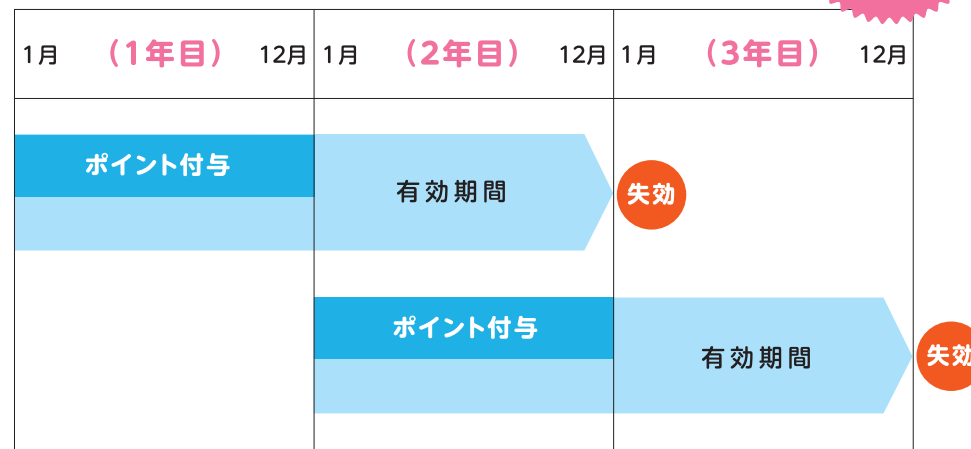 1月 （1年目） 12月 1月 （2年目） 12月 1月 （3年目） 12月
ポイント付与
有効期間
失効
ポイント付与
有効期間
失効